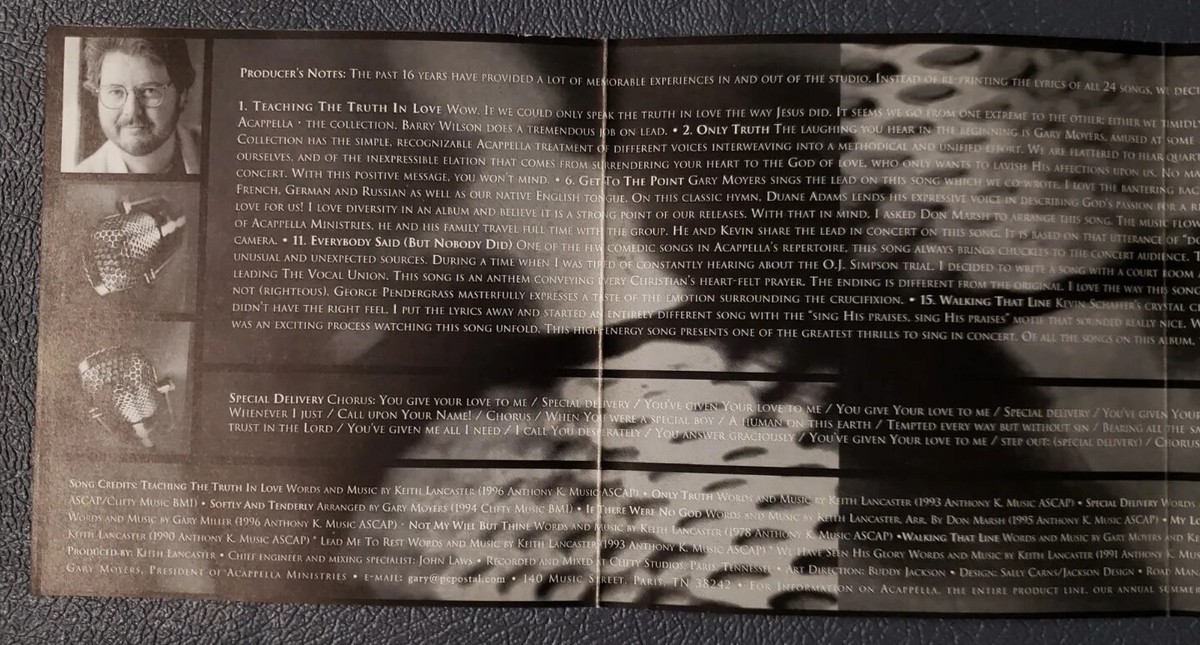 Producer's Notes: The past 16 years have provided a lot of memorable experiences in and out of the studio. Instead of re-printing the lyrics of all 24 songs, we deci
1. Teaching The Truth In Love Wow. If we could only speak the truth in love the way Jesus did. It seems we go from one extreme to the other: either we timidl
Acappella • the Collection. Barry Wilson does a tremendous job on lead. • 2. Only Truth The laughing you hear in the beginning is Gary Moyers, amused at some
Collection has the simple, recognizable Acappella treatment of different voices interweaving into a methodical and unified effort. We are flattered to hear quart
ourselves, and of the inexpressible elation that comes from surrendering your heart to the God of love, who only wants to lavish His affections upon us. No ma
concert. With this positive message, you won't mind. • 6. Get To The Point Gary Moyers sings the lead on this song which we co-wrote. I love the bantering bac
French, German and Russian as well as our native English tongue. On this classic hymn, Duane Adams lends his expressive voice in describing God's passion for a
love for us! I love diversity in an album and believe it is a strong point of our releases. With that in mind, I asked Don Marsh to arrange this song. The music flow
of Acappella Ministries, he and his family travel full time with the group. He and Kevin share the lead in concert on this song. It is based on that utterance of "Do
camera. • 11. Everybody Said (But Nobody Did) One of the few comedic songs in Acappella's repertoire, this song always brings chuckles to the concert audience. T
unusual and unexpected sources. During a time when I was tired of constantly hearing about the O.J. Simpson trial, I decided to write a song with a court room
leading The Vocal Union. This song is an anthem conveying every Christian's heart-felt prayer. The ending is different from the original. I love the way this song
not (righteous). George Pendergrass masterfully expresses a taste of the emotion surrounding the crucifixion. • 15. Walking That Line Kevin Schaffer's crystal cl
didn't have the right feel. I put the lyrics away and started an entirely different song with the "sing His praises, sing His praises" motif that sounded really nice. W
was an exciting process watching this song unfold. This high-energy song presents one of the greatest thrills to sing in concert. Of all the songs on this album,
Special Delivery Chorus: You give your love to me / Special delivery / You've given Your love to me / You give Your love to me / Special delivery / You've given You
Whenever I just / Call upon Your Name! / Chorus / When You were a special boy / A human on this earth / Tempted every way but without sin / Bearing all the sa
trust in the Lord / You've given me all I need / I call You desperately / You answer graciously / You've given Your love to me / step out: (special delivery) / Chorus
Song Credits: Teaching The Truth In Love Words and Music by Keith Lancaster (1996 Anthony K. Music ASCAP) • Only Truth Words and Music by Keith Lancaster (1993 Anthony K. Music ASCAP) • Special Delivery Words
ASCAP/Clifty Music BMI) • Softly And Tenderly Arranged by Gary Moyers (1994 Clifty Music BMI) • If There Were No God Words and Music by Keith Lancaster, Arr. By Don Marsh (1995 Anthony K. Music ASCAP) • My L
Words and Music by Gary Miller (1996 Anthony K. Music ASCAP) • Not My Will But Thine Words and Music by Keith Lancaster (1978 Anthony K. Music ASCAP) •Walking That Line Words and Music by Gary Moyers and Ke
Keith Lancaster (1990 Anthony K. Music ASCAP) • Lead Me To Rest Words and Music by Keith Lancaster (1993 Anthony K. Music ASCAP) • We Have Seen His Glory Words and Music by Keith Lancaster (1991 Anthony K. M
Produced by: Keith Lancaster • Chief engineer and mixing specialist: John Laws • Recorded and Mixed at Clifty Studios, Paris, Tennessee • Art Direction: Buddy Jackson • Design: Sally Carns/Jackson Design • Road Man
Gary Moyers, President of Acappella Ministries • e-mail: gary@pcpostal.com • 140 Music Street, Paris, TN 38242 • For Information on Acappella, the entire product line, our annual summer